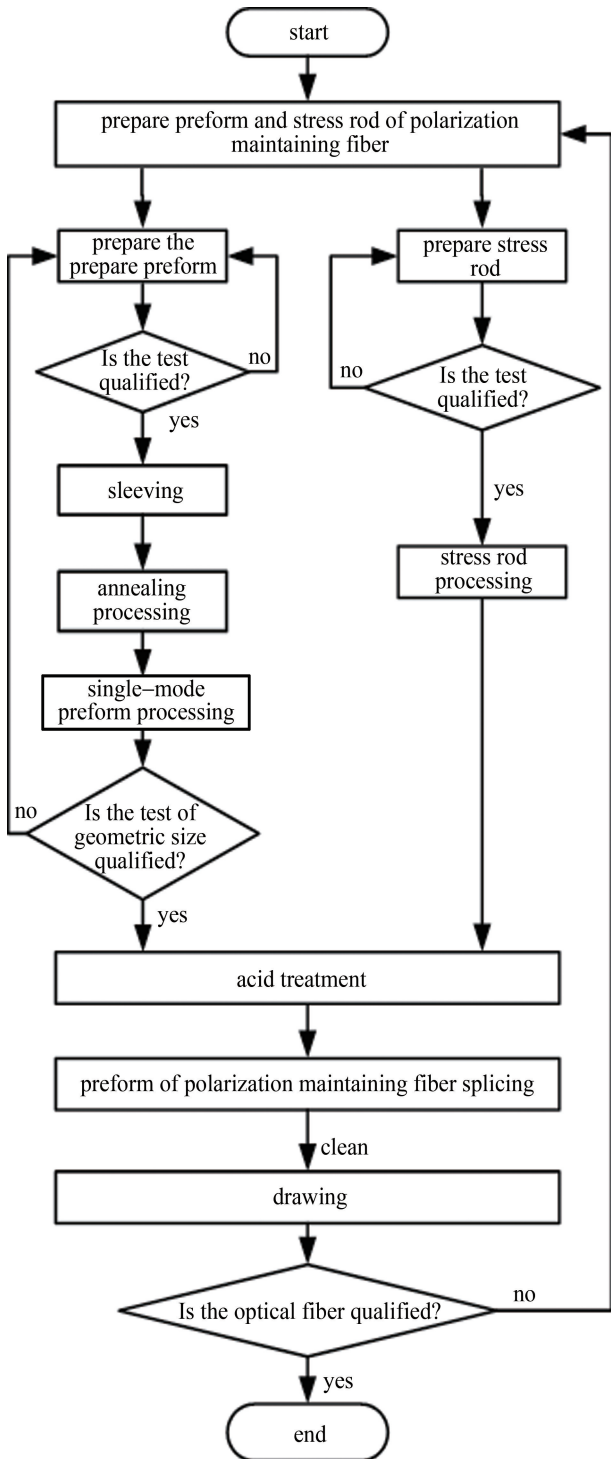 start
prepare preform and stress rod of polarization
maintaining fiber
prepare the
prepare preform
Is the test
qualified?
no
yes
sleeving
annealing
processing
single−mode
preform processing
no
Is the test of
geometric size
qualified?
yes
prepare stress
rod
no
Is the test
qualified?
yes
stress rod
processing
acid treatment
preform of polarization maintaining fiber splicing
clean
drawing
Is the optical fiber qualified?
no
yes
end